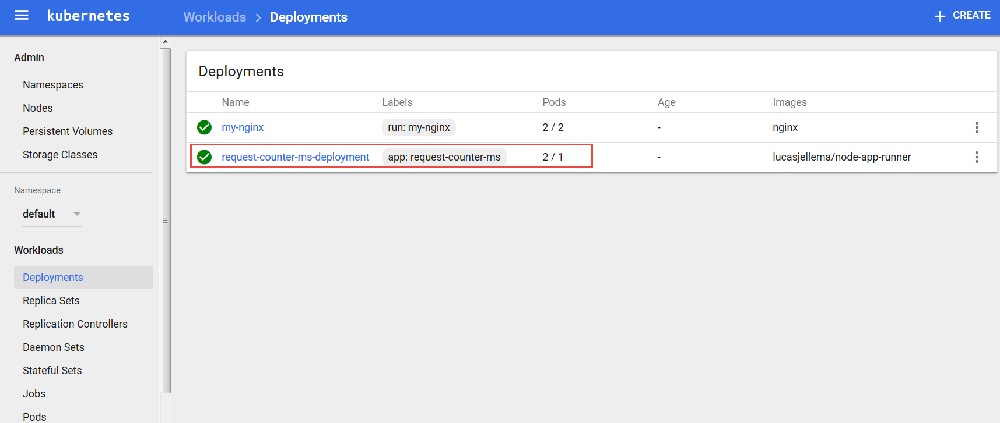 kubernetes
Workloads > Deployments
+ CREATE
Admin
Namespaces
Nodes
Persistent Volumes
Storage Classes
Namespace
default
Workloads
Deployments
Replica Sets
Replication Controllers
Daemon Sets
Stateful Sets
Jobs
Pods
Deployments
Name Labels Pods Age Images
my-nginx run: my-nginx 2 / 2 - nginx
request-counter-ms-deployment app: request-counter-ms 2 / 1 - lucasjellema/node-app-runner